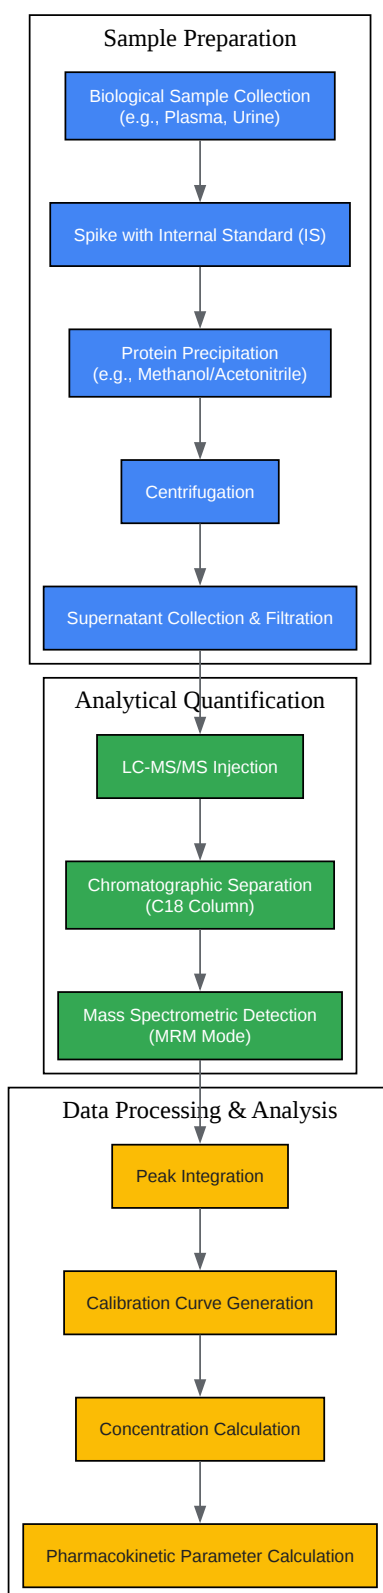 Sample Preparation
Biological Sample Collection
(e.g., Plasma, Urine)
Spike with Internal Standard (IS)
Protein Precipitation
(e.g., Methanol/Acetonitrile)
Centrifugation
Supernatant Collection & Filtration
Analytical Quantification
LC-MS/MS Injection
Chromatographic Separation
(C18 Column)
Mass Spectrometric Detection
(MRM Mode)
Data Processing & Analysis
Peak Integration
Calibration Curve Generation
Concentration Calculation
Pharmacokinetic Parameter Calculation